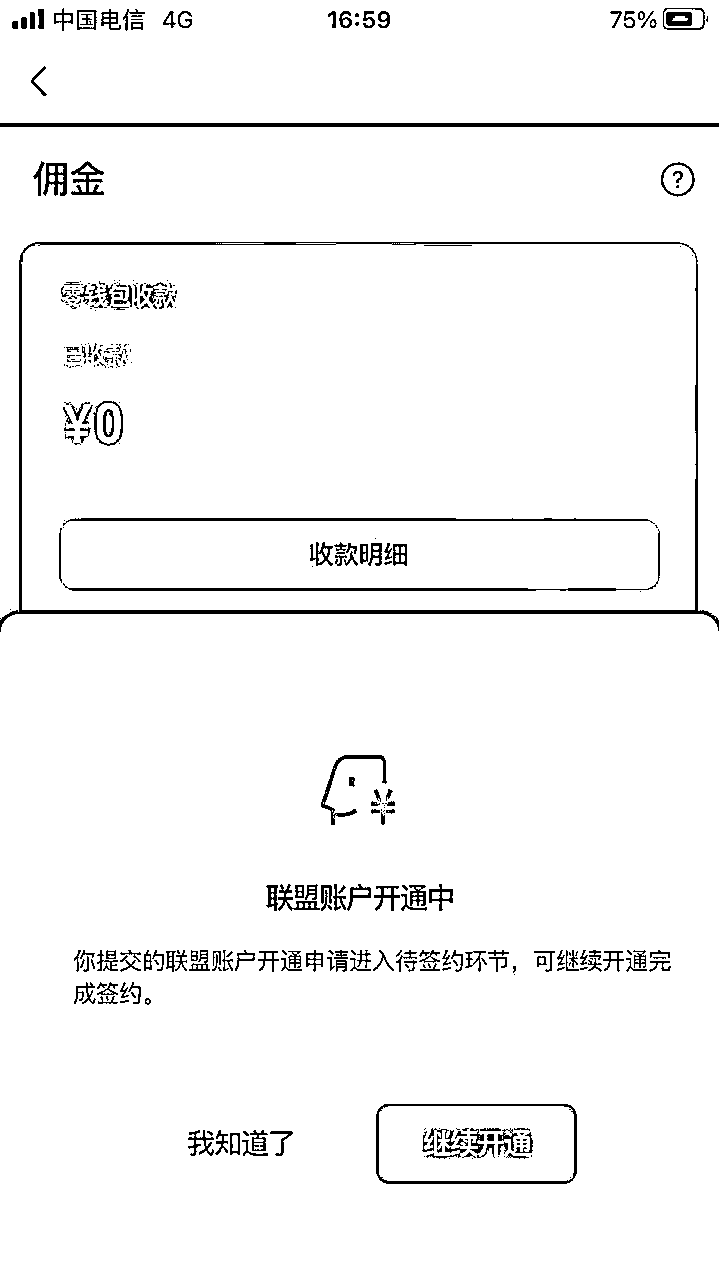 中国电信 4G 16:59 75%
佣金
?
零钱包收款
已收款
¥0
收款明细
联盟账户开通中
你提交的联盟账户开通申请进入待签约环节，可继续开通完
成签约。
我知道了 继续开通